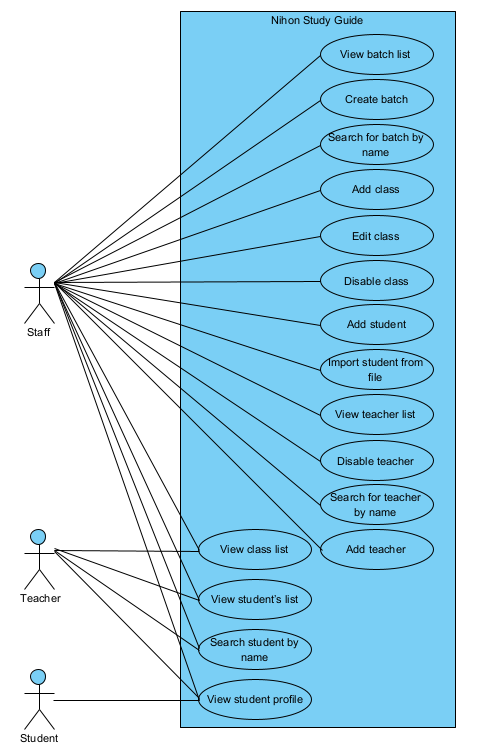 Nihon Study Guide
View batch list
Create batch
Search for batch by
name
Add class
Edit class
Disable class
Staff
Add student
Import student from
file
View teacher list
Disable teacher
Search for teacher
by name
View class list
Add teacher
Teacher
View student's list
Search student by
name
View student profile
Student